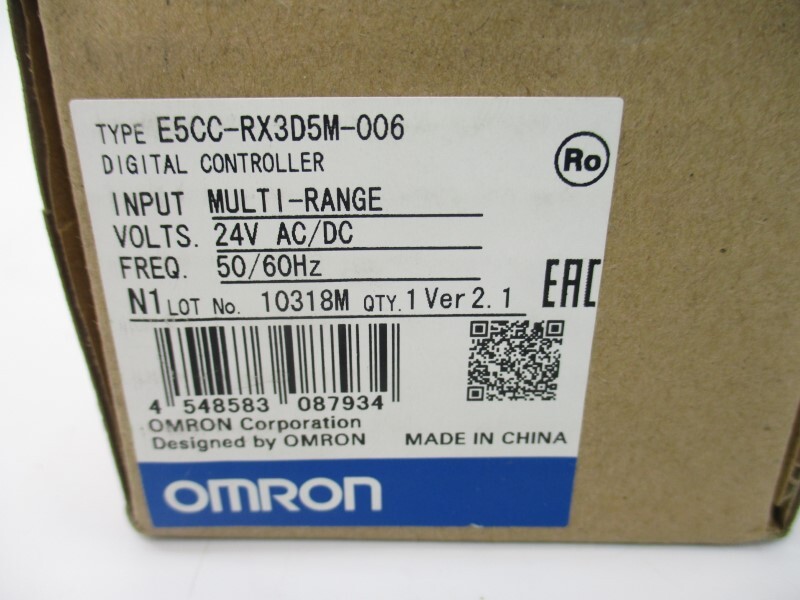 TYPE E5CC-RX3D5M-006
DIGITAL CONTROLLER
Ro
INPUT MULTI-RANGE
VOLTS. 24V AC/DC
FREQ. 50/60Hz
EAC
N1 LOT No. 10318M QTY. 1 Ver 2.1
4 548583 087934
OMRON Corporation
Designed by OMRON MADE IN CHINA
OMRON